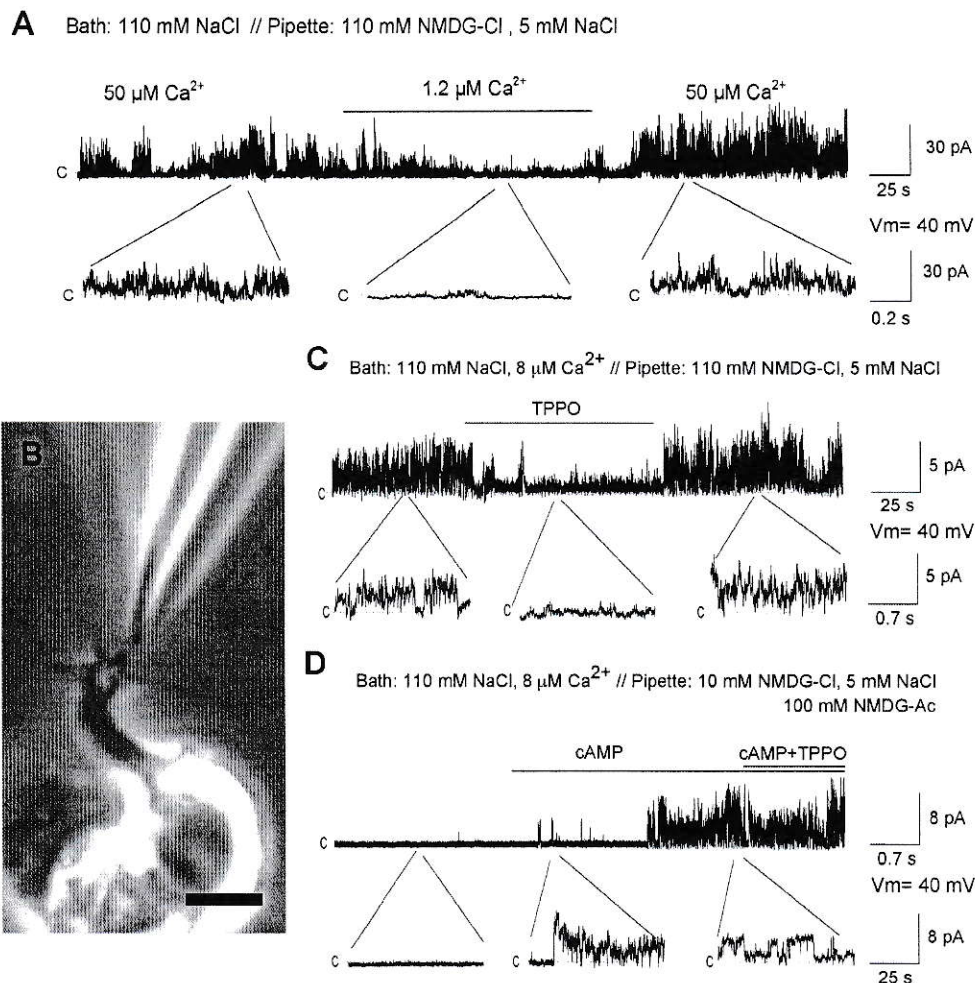 A Bath: 110 mM NaCl // Pipette: 110 mM NMDG-Cl , 5 mM NaCl
50 µM Ca2+ 1.2 µM Ca2+ 50 µM Ca2+
C 30 pA
25 s
Vm= 40 mV
C C C 30 pA
0.2 s
C Bath: 110 mM NaCl, 8 µM Ca2+ // Pipette: 110 mM NMDG-Cl, 5 mM NaCl
TPPO
C 5 pA
25 s
Vm= 40 mV
C C C 5 pA
0.7 s
B
D Bath: 110 mM NaCl, 8 µM Ca2+ // Pipette: 10 mM NMDG-Cl, 5 mM NaCl
100 mM NMDG-Ac
cAMP cAMP+TPPO
C 8 pA
0.7 s
Vm= 40 mV
C C C 8 pA
25 s